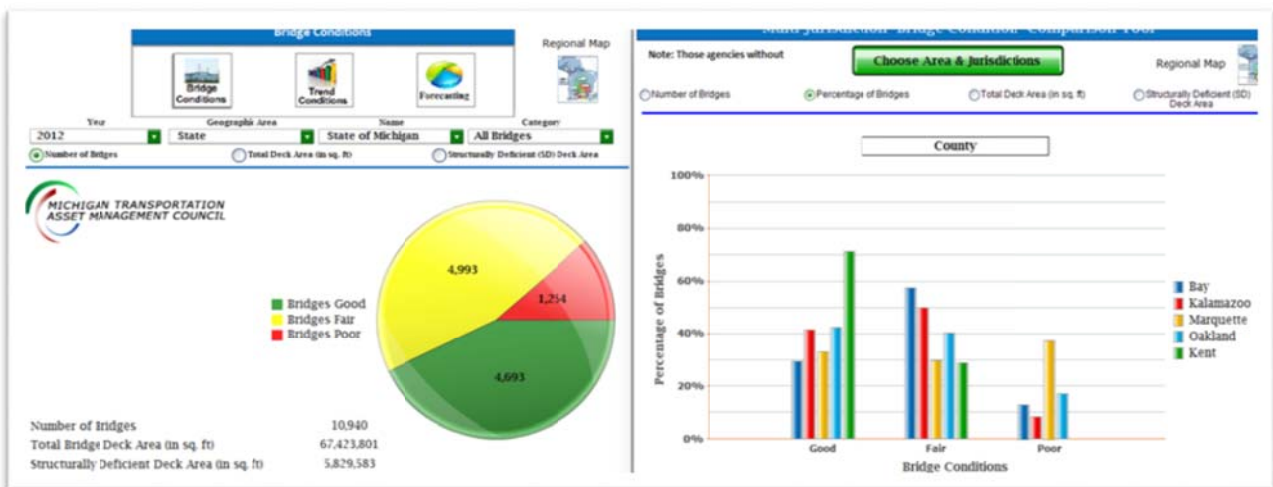 Bridge Conditions
Regional Map
Bridge
Conditions
Trend
Conditions
Forecasting
Year
Geographic Area
Name
Category
2012
State
State of Michigan
All Bridges
Number of Bridges
Total Deck Area (in sq. ft)
Structurally Deficient (SD) Deck Area
MICHIGAN TRANSPORTATION
ASSET MANAGEMENT COUNCIL
4,993
1,254
4,693
Bridges Good
Bridges Fair
Bridges Poor
Number of Bridges 10,940
Total Bridge Deck Area (in sq. ft) 67,423,801
Structurally Deficient Deck Area (in sq. ft) 5,829,583
Multi Jurisdiction Bridge Condition Comparison Tool
Note: Those agencies without
Choose Area & Jurisdictions
Regional Map
Number of Bridges
Percentage of Bridges
Total Deck Area (in sq. ft)
Structurally Deficient (SD)
Deck Area
County
100%
80%
60%
40%
20%
0%
Percentage of Bridges
Good
Fair
Poor
Bridge Conditions
Bay
Kalamazoo
Marquette
Oakland
Kent